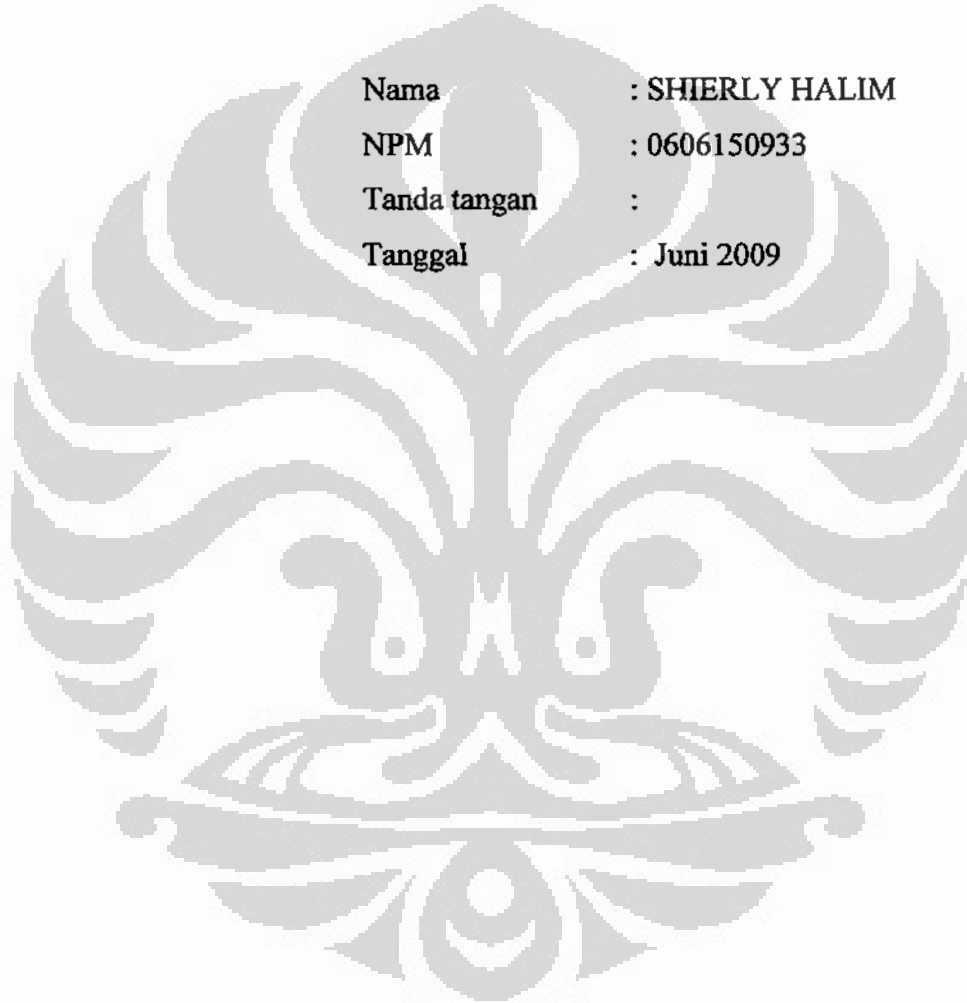 Nama : SHIERLY HALIM
NPM : 0606150933
Tanda tangan :
Tanggal : Juni 2009